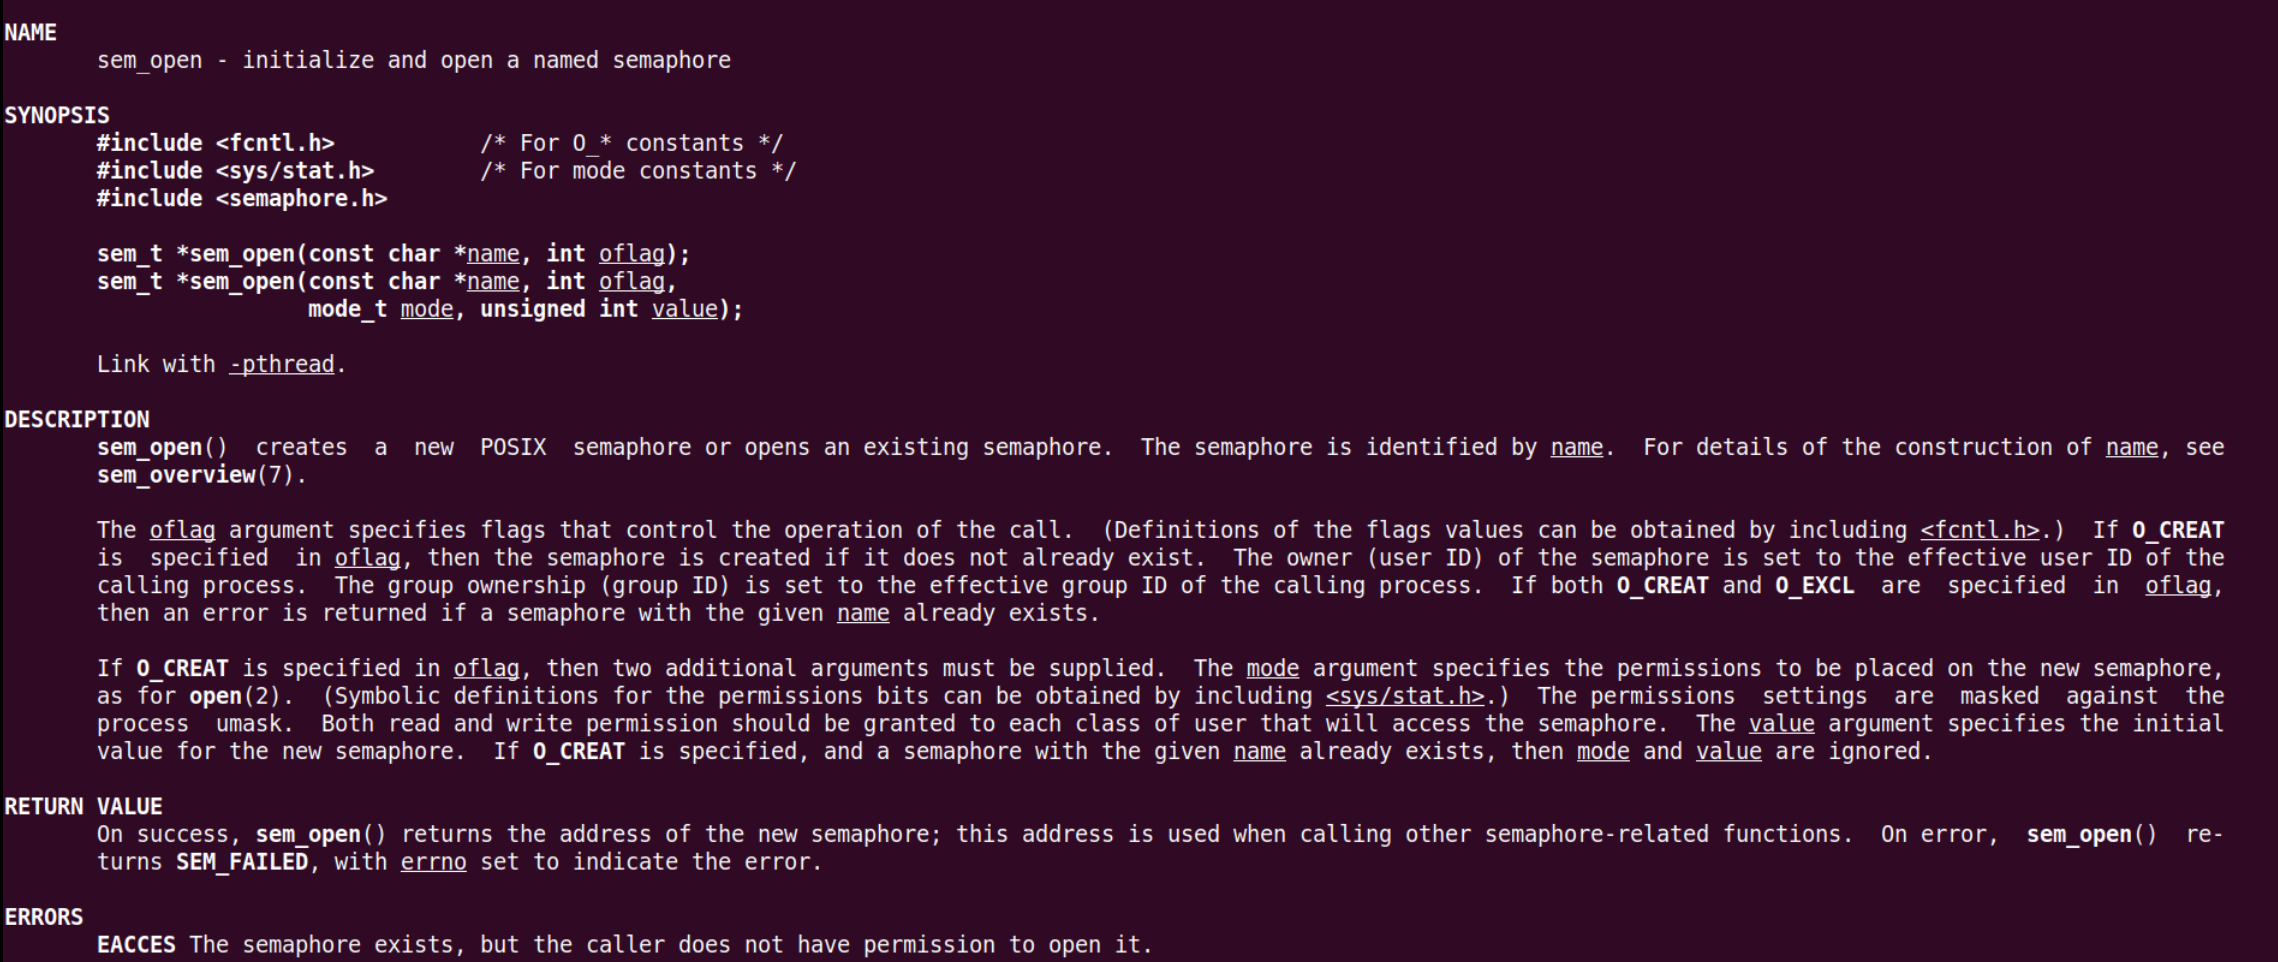 NAME
sem_open - initialize and open a named semaphore
SYNOPSIS
#include <fcntl.h>           /* For O_* constants */
#include <sys/stat.h>        /* For mode constants */
#include <semaphore.h>
sem_t *sem_open(const char *name, int oflag);
sem_t *sem_open(const char *name, int oflag,
                mode_t mode, unsigned int value);
Link with -pthread.
DESCRIPTION
sem_open()  creates  a  new  POSIX  semaphore or opens an existing semaphore.  The semaphore is identified by name.  For details of the construction of name, see
sem_overview(7).
The oflag argument specifies flags that control the operation of the call.  (Definitions of the flags values can be obtained by including <fcntl.h>.)  If O_CREAT
is  specified  in oflag, then the semaphore is created if it does not already exist.  The owner (user ID) of the semaphore is set to the effective user ID of the
calling process.  The group ownership (group ID) is set to the effective group ID of the calling process.  If both O_CREAT and O_EXCL  are  specified  in  oflag,
then an error is returned if a semaphore with the given name already exists.
If O_CREAT is specified in oflag, then two additional arguments must be supplied.  The mode argument specifies the permissions to be placed on the new semaphore,
as for open(2).  (Symbolic definitions for the permissions bits can be obtained by including <sys/stat.h>.)  The permissions  settings  are  masked  against  the
process  umask.  Both read and write permission should be granted to each class of user that will access the semaphore.  The value argument specifies the initial
value for the new semaphore.  If O_CREAT is specified, and a semaphore with the given name already exists, then mode and value are ignored.
RETURN VALUE
On success, sem_open() returns the address of the new semaphore; this address is used when calling other semaphore-related functions.  On error,  sem_open()  re-
turns SEM_FAILED, with errno set to indicate the error.
ERRORS
EACCES The semaphore exists, but the caller does not have permission to open it.